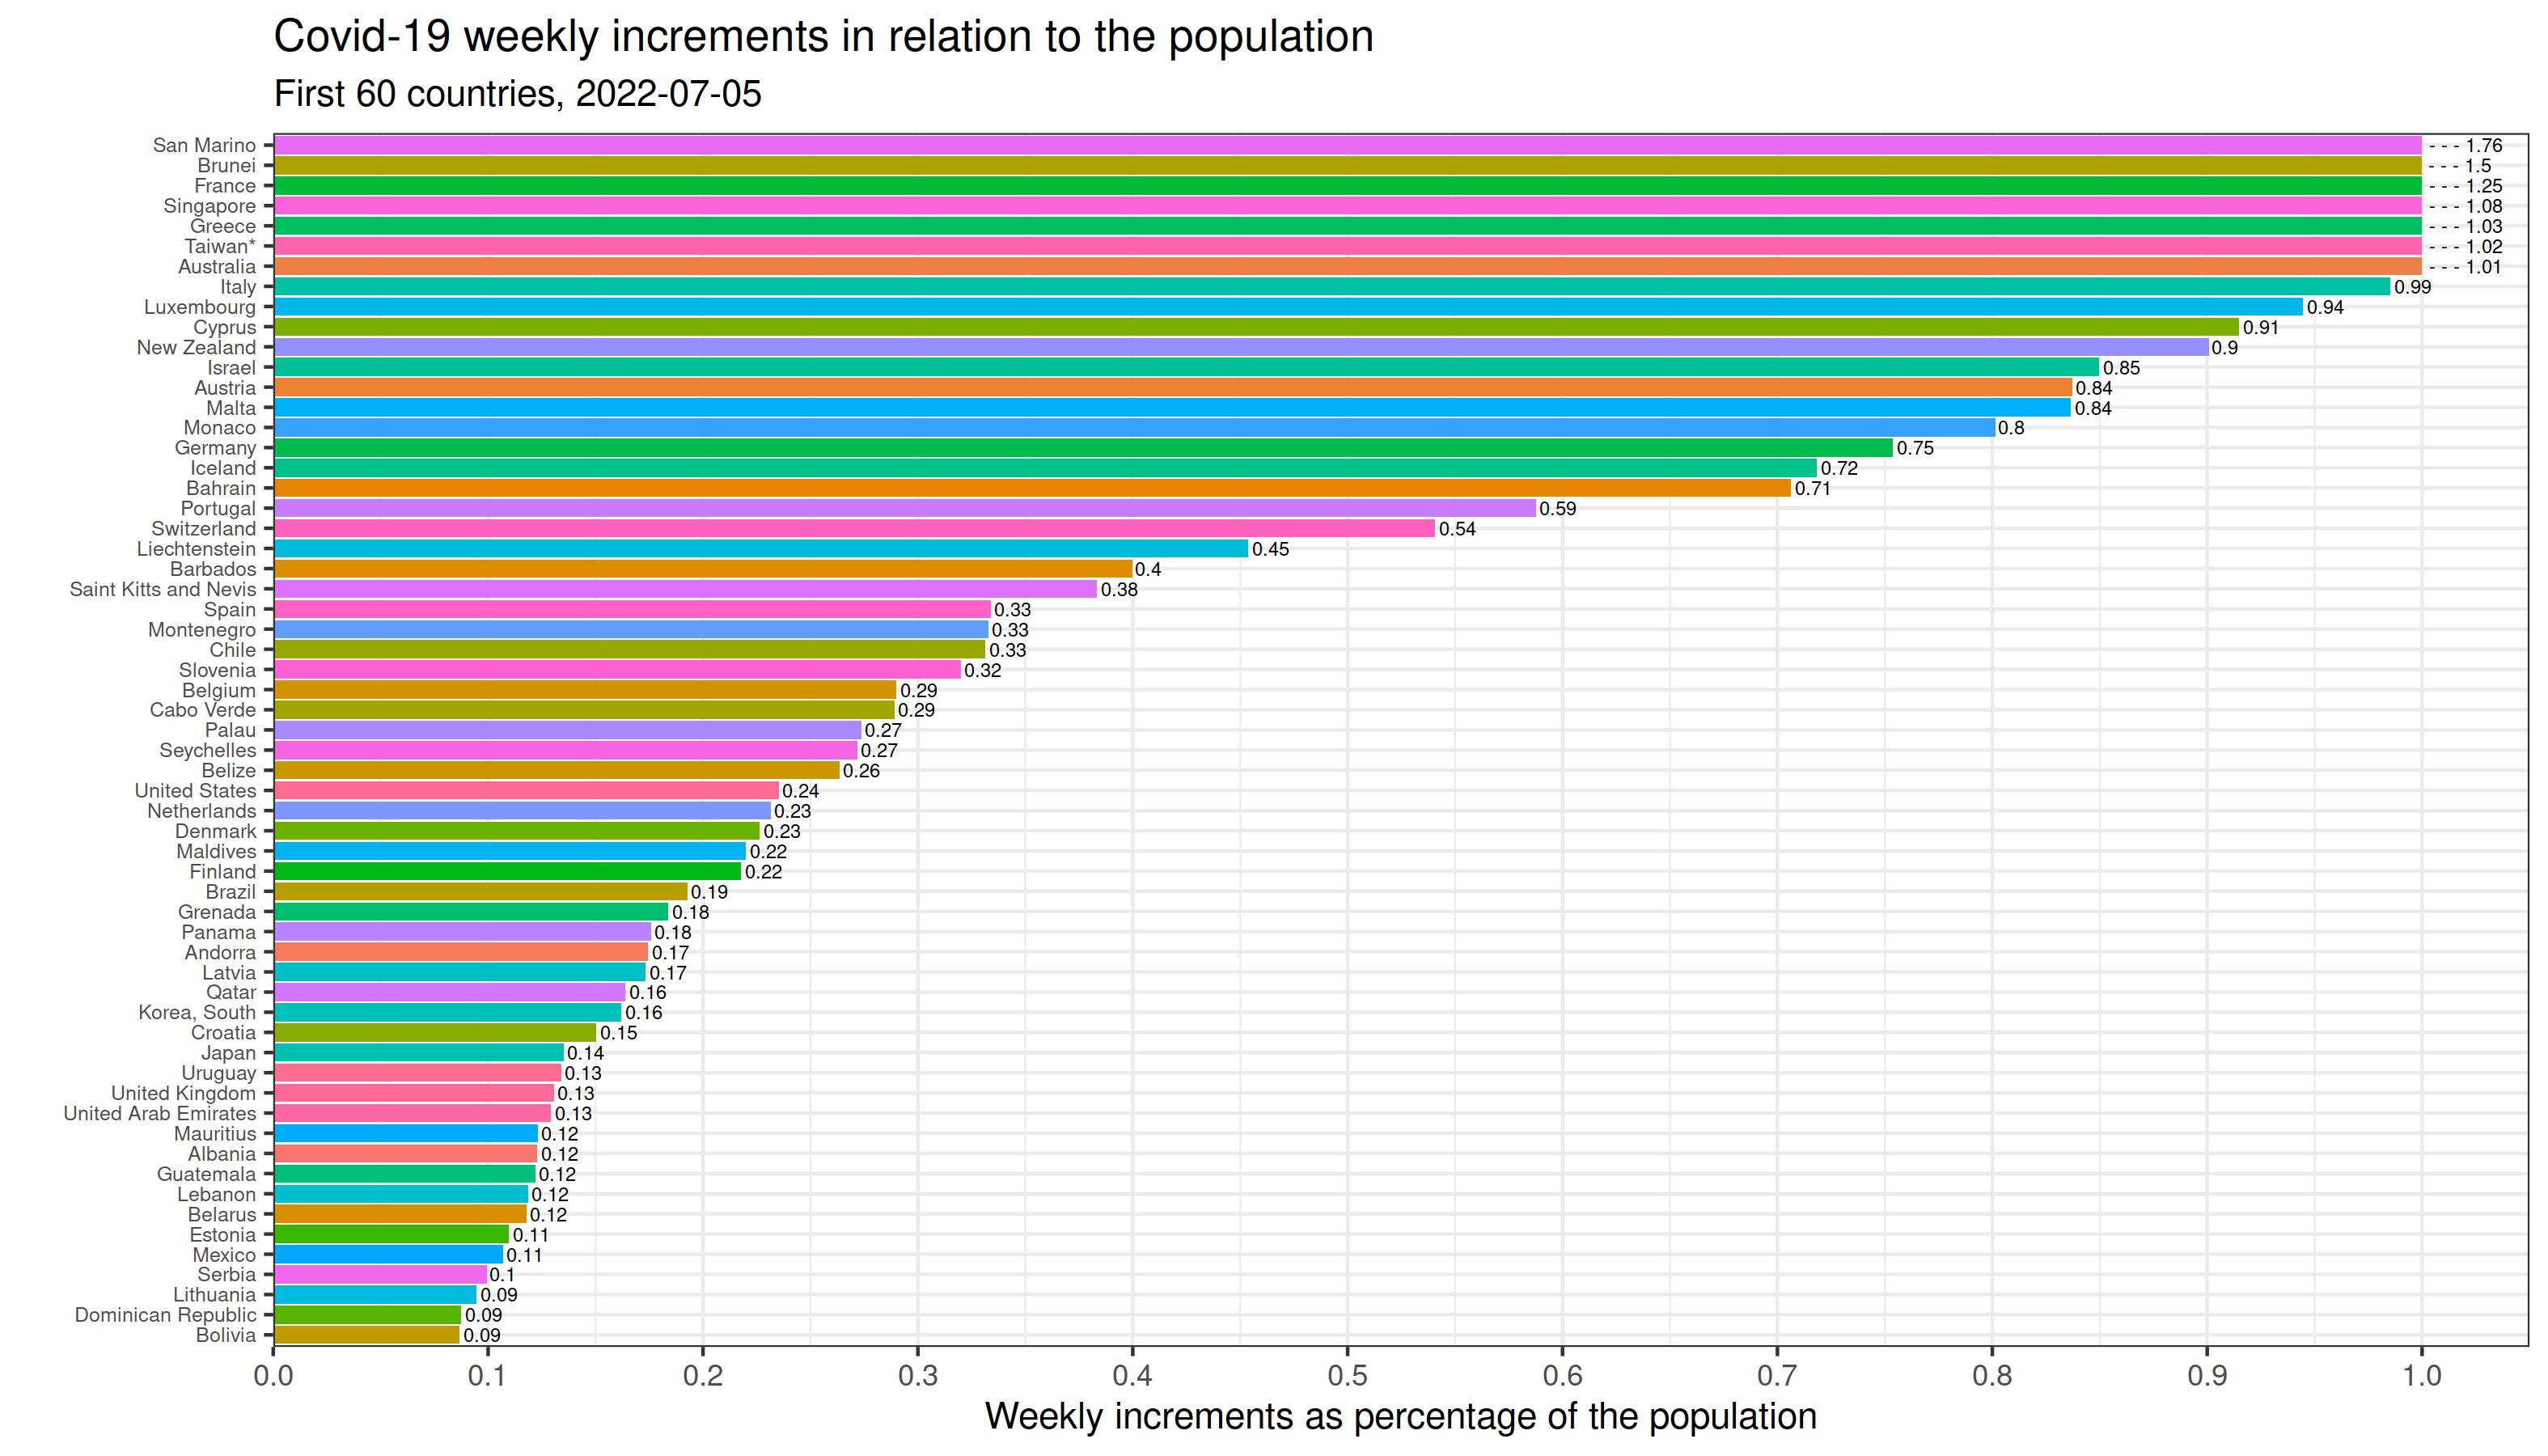 Covid-19 weekly increments in relation to the population
First 60 countries, 2022-07-05
San Marino - - - 1.76
Brunei - - - 1.5
France - - - 1.25
Singapore - - - 1.08
Greece - - - 1.03
Taiwan* - - - 1.02
Australia - - - 1.01
Italy 0.99
Luxembourg 0.94
Cyprus 0.91
New Zealand 0.9
Israel 0.85
Austria 0.84
Malta 0.84
Monaco 0.8
Germany 0.75
Iceland 0.72
Bahrain 0.71
Portugal 0.59
Switzerland 0.54
Liechtenstein 0.45
Barbados 0.4
Saint Kitts and Nevis 0.38
Spain 0.33
Montenegro 0.33
Chile 0.33
Slovenia 0.32
Belgium 0.29
Cabo Verde 0.29
Palau 0.27
Seychelles 0.27
Belize 0.26
United States 0.24
Netherlands 0.23
Denmark 0.23
Maldives 0.22
Finland 0.22
Brazil 0.19
Grenada 0.18
Panama 0.18
Andorra 0.17
Latvia 0.17
Qatar 0.16
Korea, South 0.16
Croatia 0.15
Japan 0.14
Uruguay 0.13
United Kingdom 0.13
United Arab Emirates 0.13
Mauritius 0.12
Albania 0.12
Guatemala 0.12
Lebanon 0.12
Belarus 0.12
Estonia 0.11
Mexico 0.11
Serbia 0.1
Lithuania 0.09
Dominican Republic 0.09
Bolivia 0.09
0.0 0.1 0.2 0.3 0.4 0.5 0.6 0.7 0.8 0.9 1.0
Weekly increments as percentage of the population